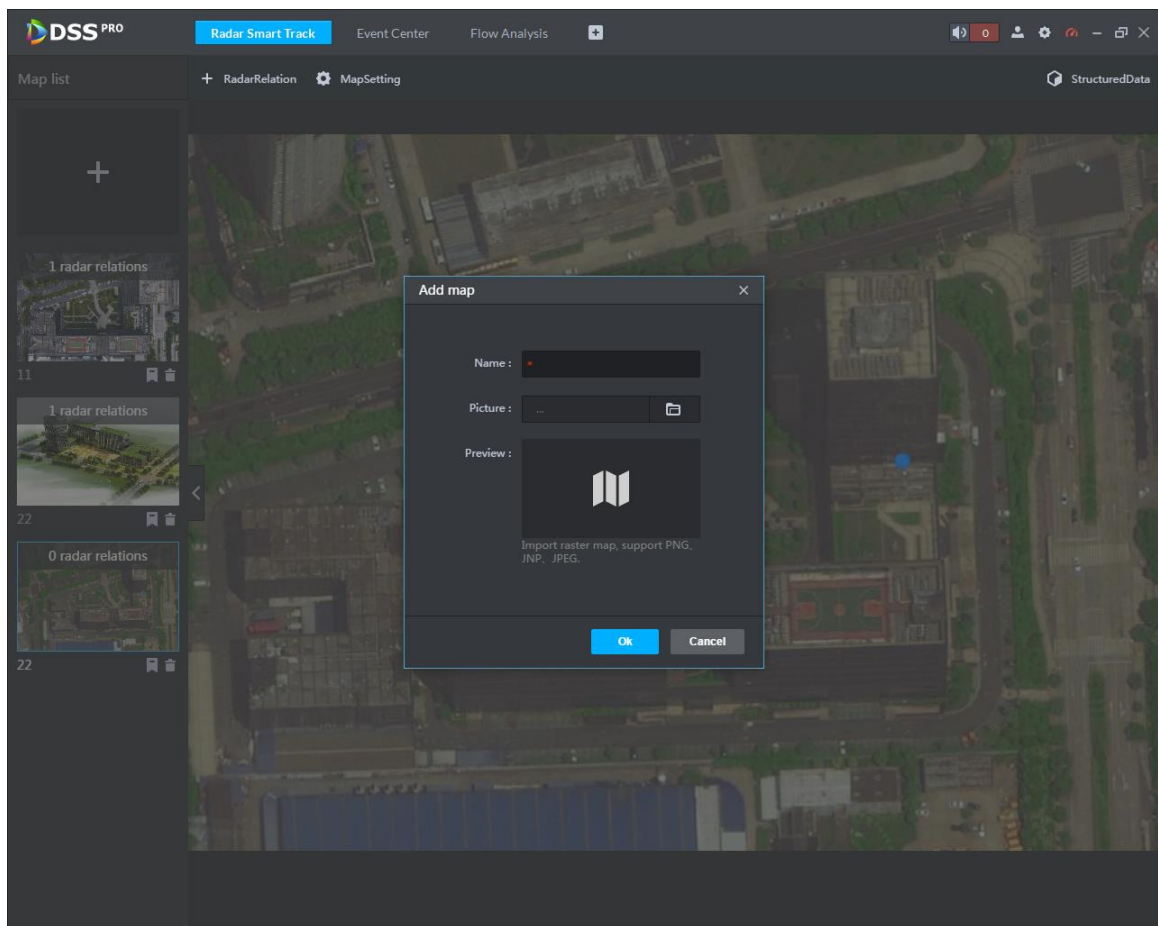 DSS PRO
Radar Smart Track
Event Center
Flow Analysis
0
Map list
RadarRelation
MapSetting
StructuredData
1 radar relations
11
1 radar relations
22
0 radar relations
22
Add map
Name : *
Picture : ...
Preview :
Import raster map, support PNG、
JNP、JPEG.
Ok
Cancel